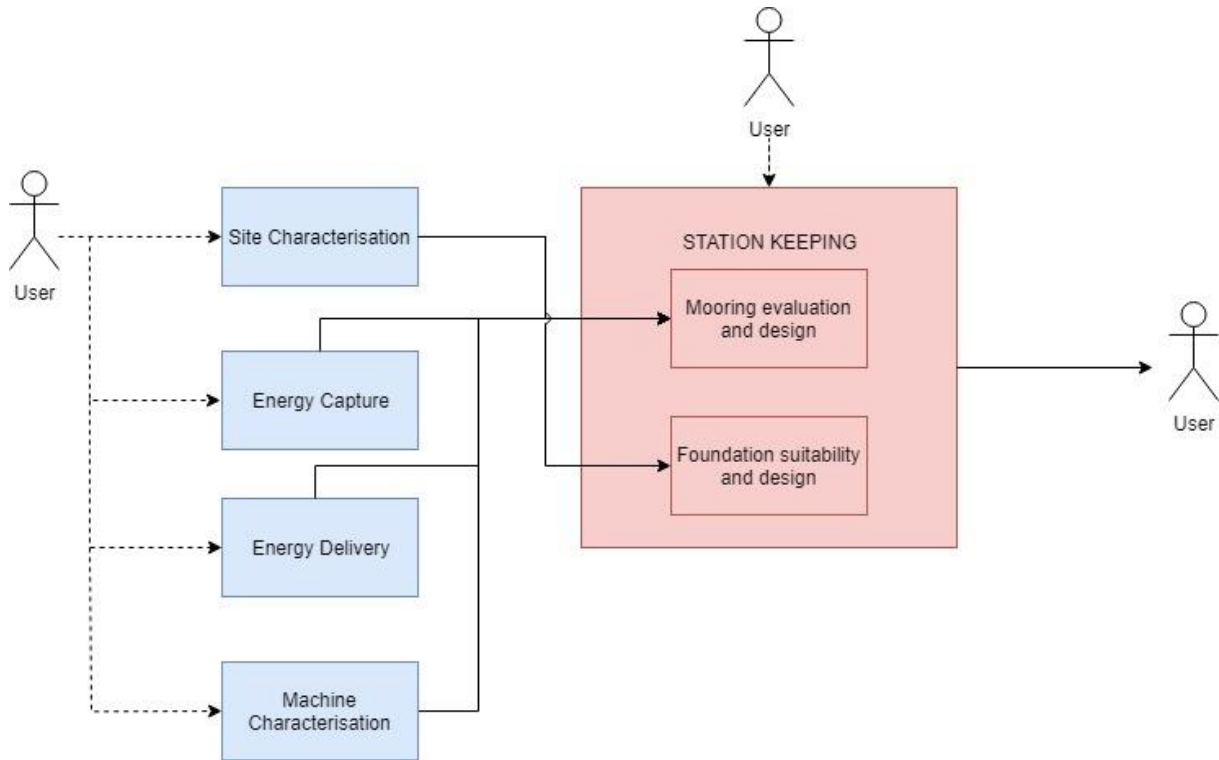 User
User
Site Characterisation
STATION KEEPING
User
Mooring evaluation
and design
Energy Capture
User
Foundation suitability
and design
Energy Delivery
Machine
Characterisation